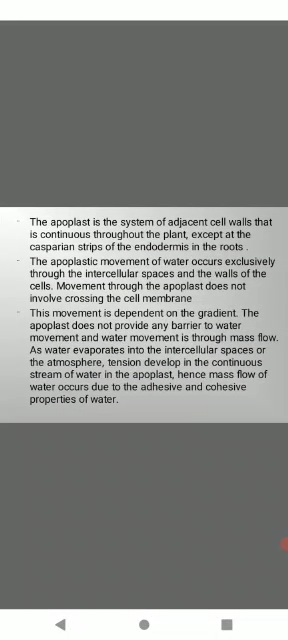 - The apoplast is the system of adjacent cell walls that
is continuous throughout the plant, except at the
casparian strips of the endodermis in the roots .
- The apoplastic movement of water occurs exclusively
through the intercellular spaces and the walls of the
cells. Movement through the apoplast does not
involve crossing the cell membrane
- This movement is dependent on the gradient. The
apoplast does not provide any barrier to water
movement and water movement is through mass flow.
As water evaporates into the intercellular spaces or
the atmosphere, tension develop in the continuous
stream of water in the apoplast, hence mass flow of
water occurs due to the adhesive and cohesive
properties of water.